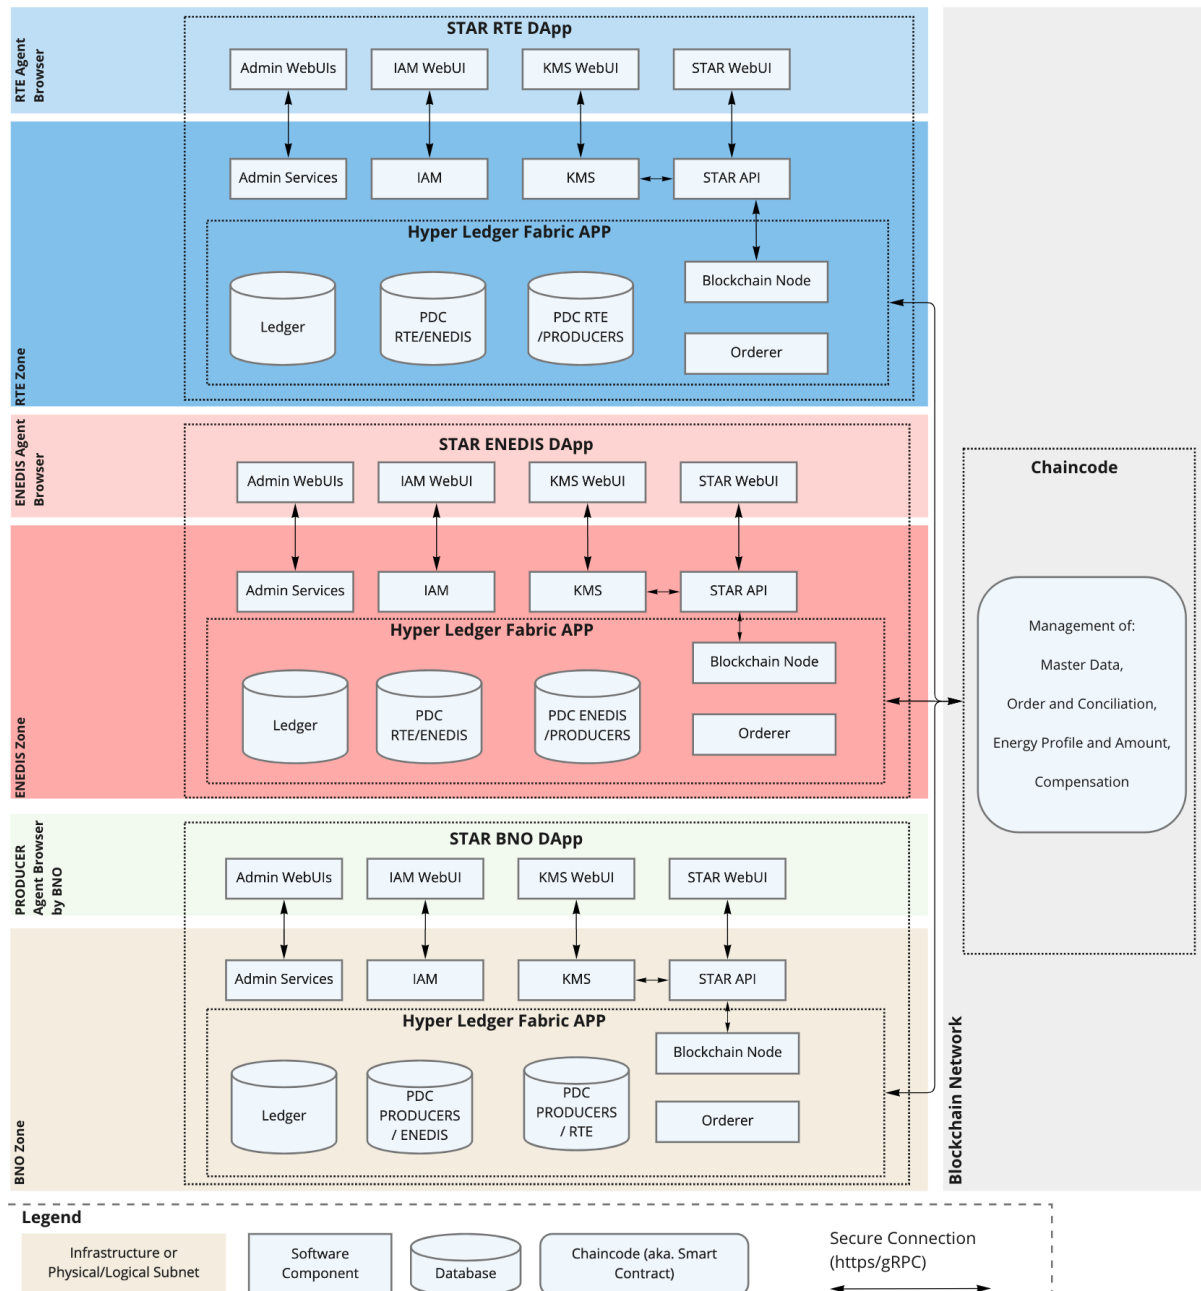 RTE Agent
Browser
STAR RTE DApp
Admin WebUIs
IAM WebUI
KMS WebUI
STAR WebUI
RTE Zone
Admin Services
IAM
KMS
STAR API
Hyper Ledger Fabric APP
Ledger
PDC
RTE/ENEDIS
PDC RTE
/PRODUCERS
Blockchain Node
Orderer
ENEDIS Agent
Browser
STAR ENEDIS DApp
Admin WebUIs
IAM WebUI
KMS WebUI
STAR WebUI
ENEDIS Zone
Admin Services
IAM
KMS
STAR API
Hyper Ledger Fabric APP
Ledger
PDC
RTE/ENEDIS
PDC ENEDIS
/PRODUCERS
Blockchain Node
Orderer
PRODUCER
Agent Browser
by BNO
STAR BNO DApp
Admin WebUIs
IAM WebUI
KMS WebUI
STAR WebUI
BNO Zone
Admin Services
IAM
KMS
STAR API
Hyper Ledger Fabric APP
Ledger
PDC
PRODUCERS
/ ENEDIS
PDC
PRODUCERS
/ RTE
Blockchain Node
Orderer
Blockchain Network
Chaincode
Management of:
Master Data,
Order and Conciliation,
Energy Profile and Amount,
Compensation
Legend
Infrastructure or
Physical/Logical Subnet
Software
Component
Database
Chaincode (aka. Smart
Contract)
Secure Connection
(https/gRPC)